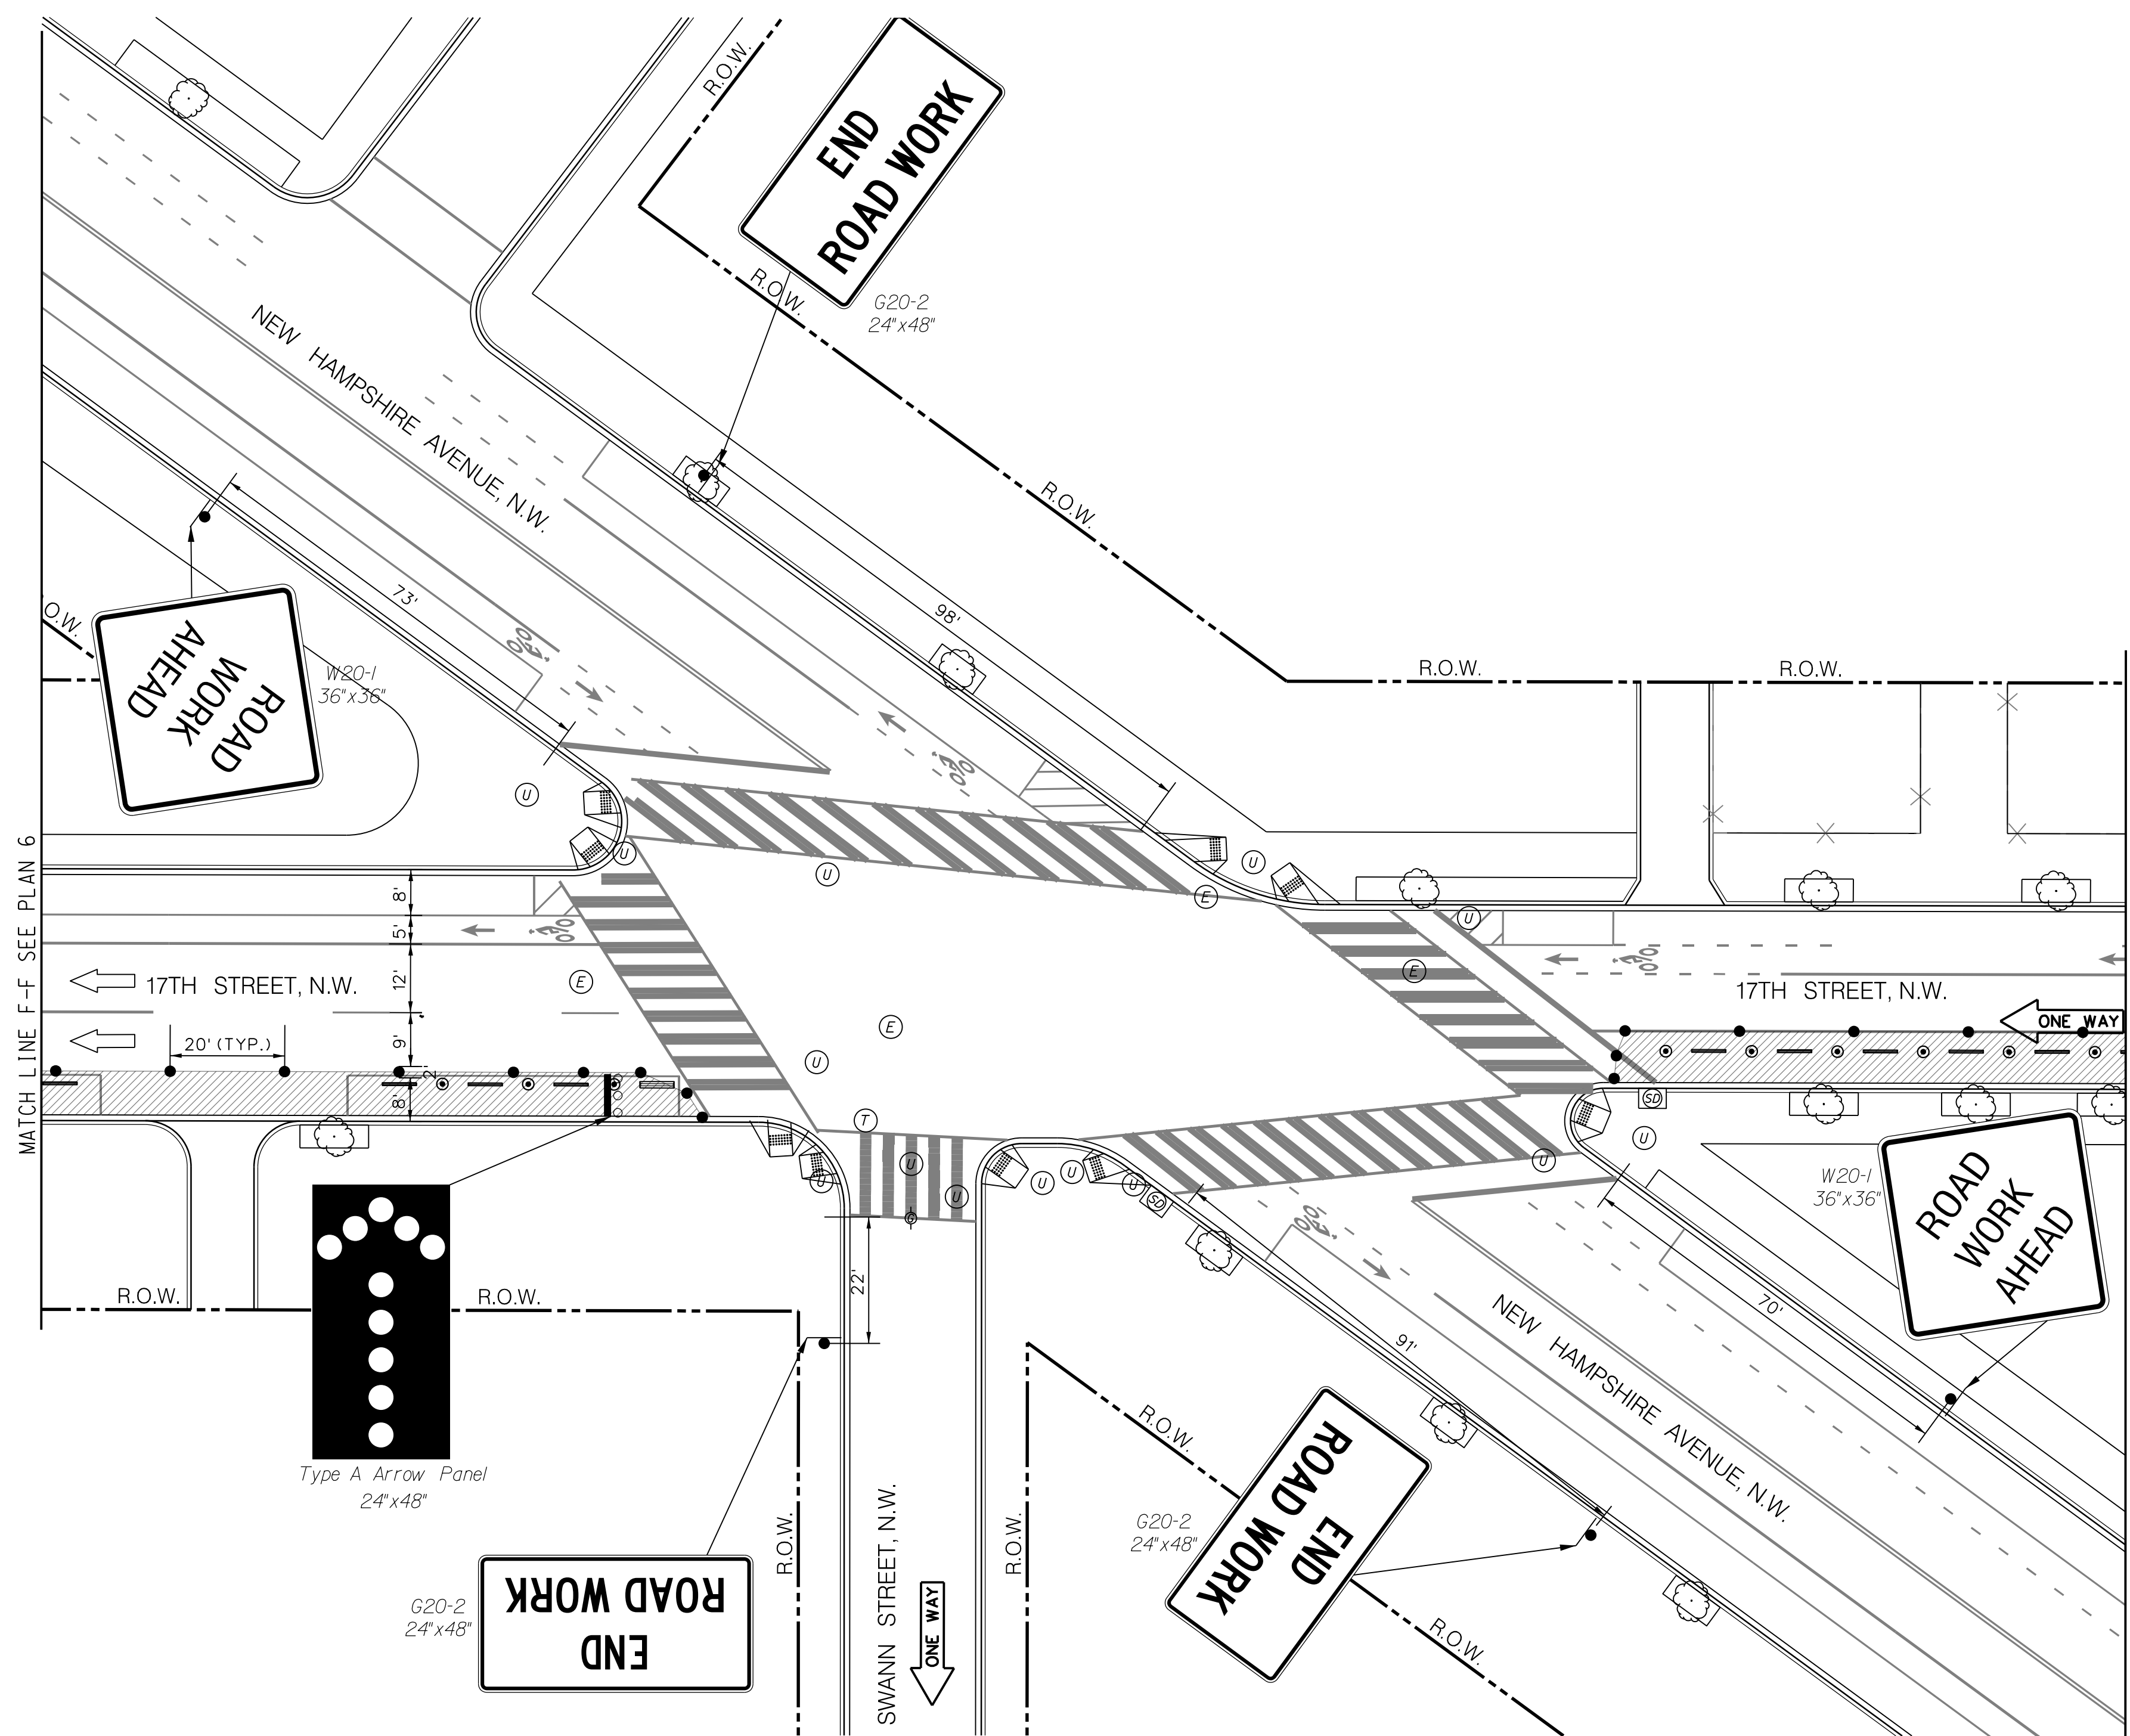 R.O.W.
END
ROAD WORK
G20-2
24"x48"
R.O.W.
NEW HAMPSHIRE AVENUE, N.W.
R.O.W.
98'
73'
O.W.
ROAD
WORK
AHEAD
W20-1
36"x36"
R.O.W.
R.O.W.
U
U
U
U
E
U
E
E
E
U
T
U
U
U
U
U
U
U
U
SD
SD
G
MATCH LINE F-F SEE PLAN 6
8'
5'
12'
9'
2'
8'
17TH STREET, N.W.
20' (TYP.)
17TH STREET, N.W.
ONE WAY
W20-1
36"x36"
ROAD
WORK
AHEAD
70'
R.O.W.
R.O.W.
22'
91'
NEW HAMPSHIRE AVENUE, N.W.
Type A Arrow Panel
24"x48"
R.O.W.
R.O.W.
R.O.W.
SWANN STREET, N.W.
ONE WAY
G20-2
24"x48"
END
ROAD WORK
G20-2
24"x48"
END
ROAD WORK
R.O.W.